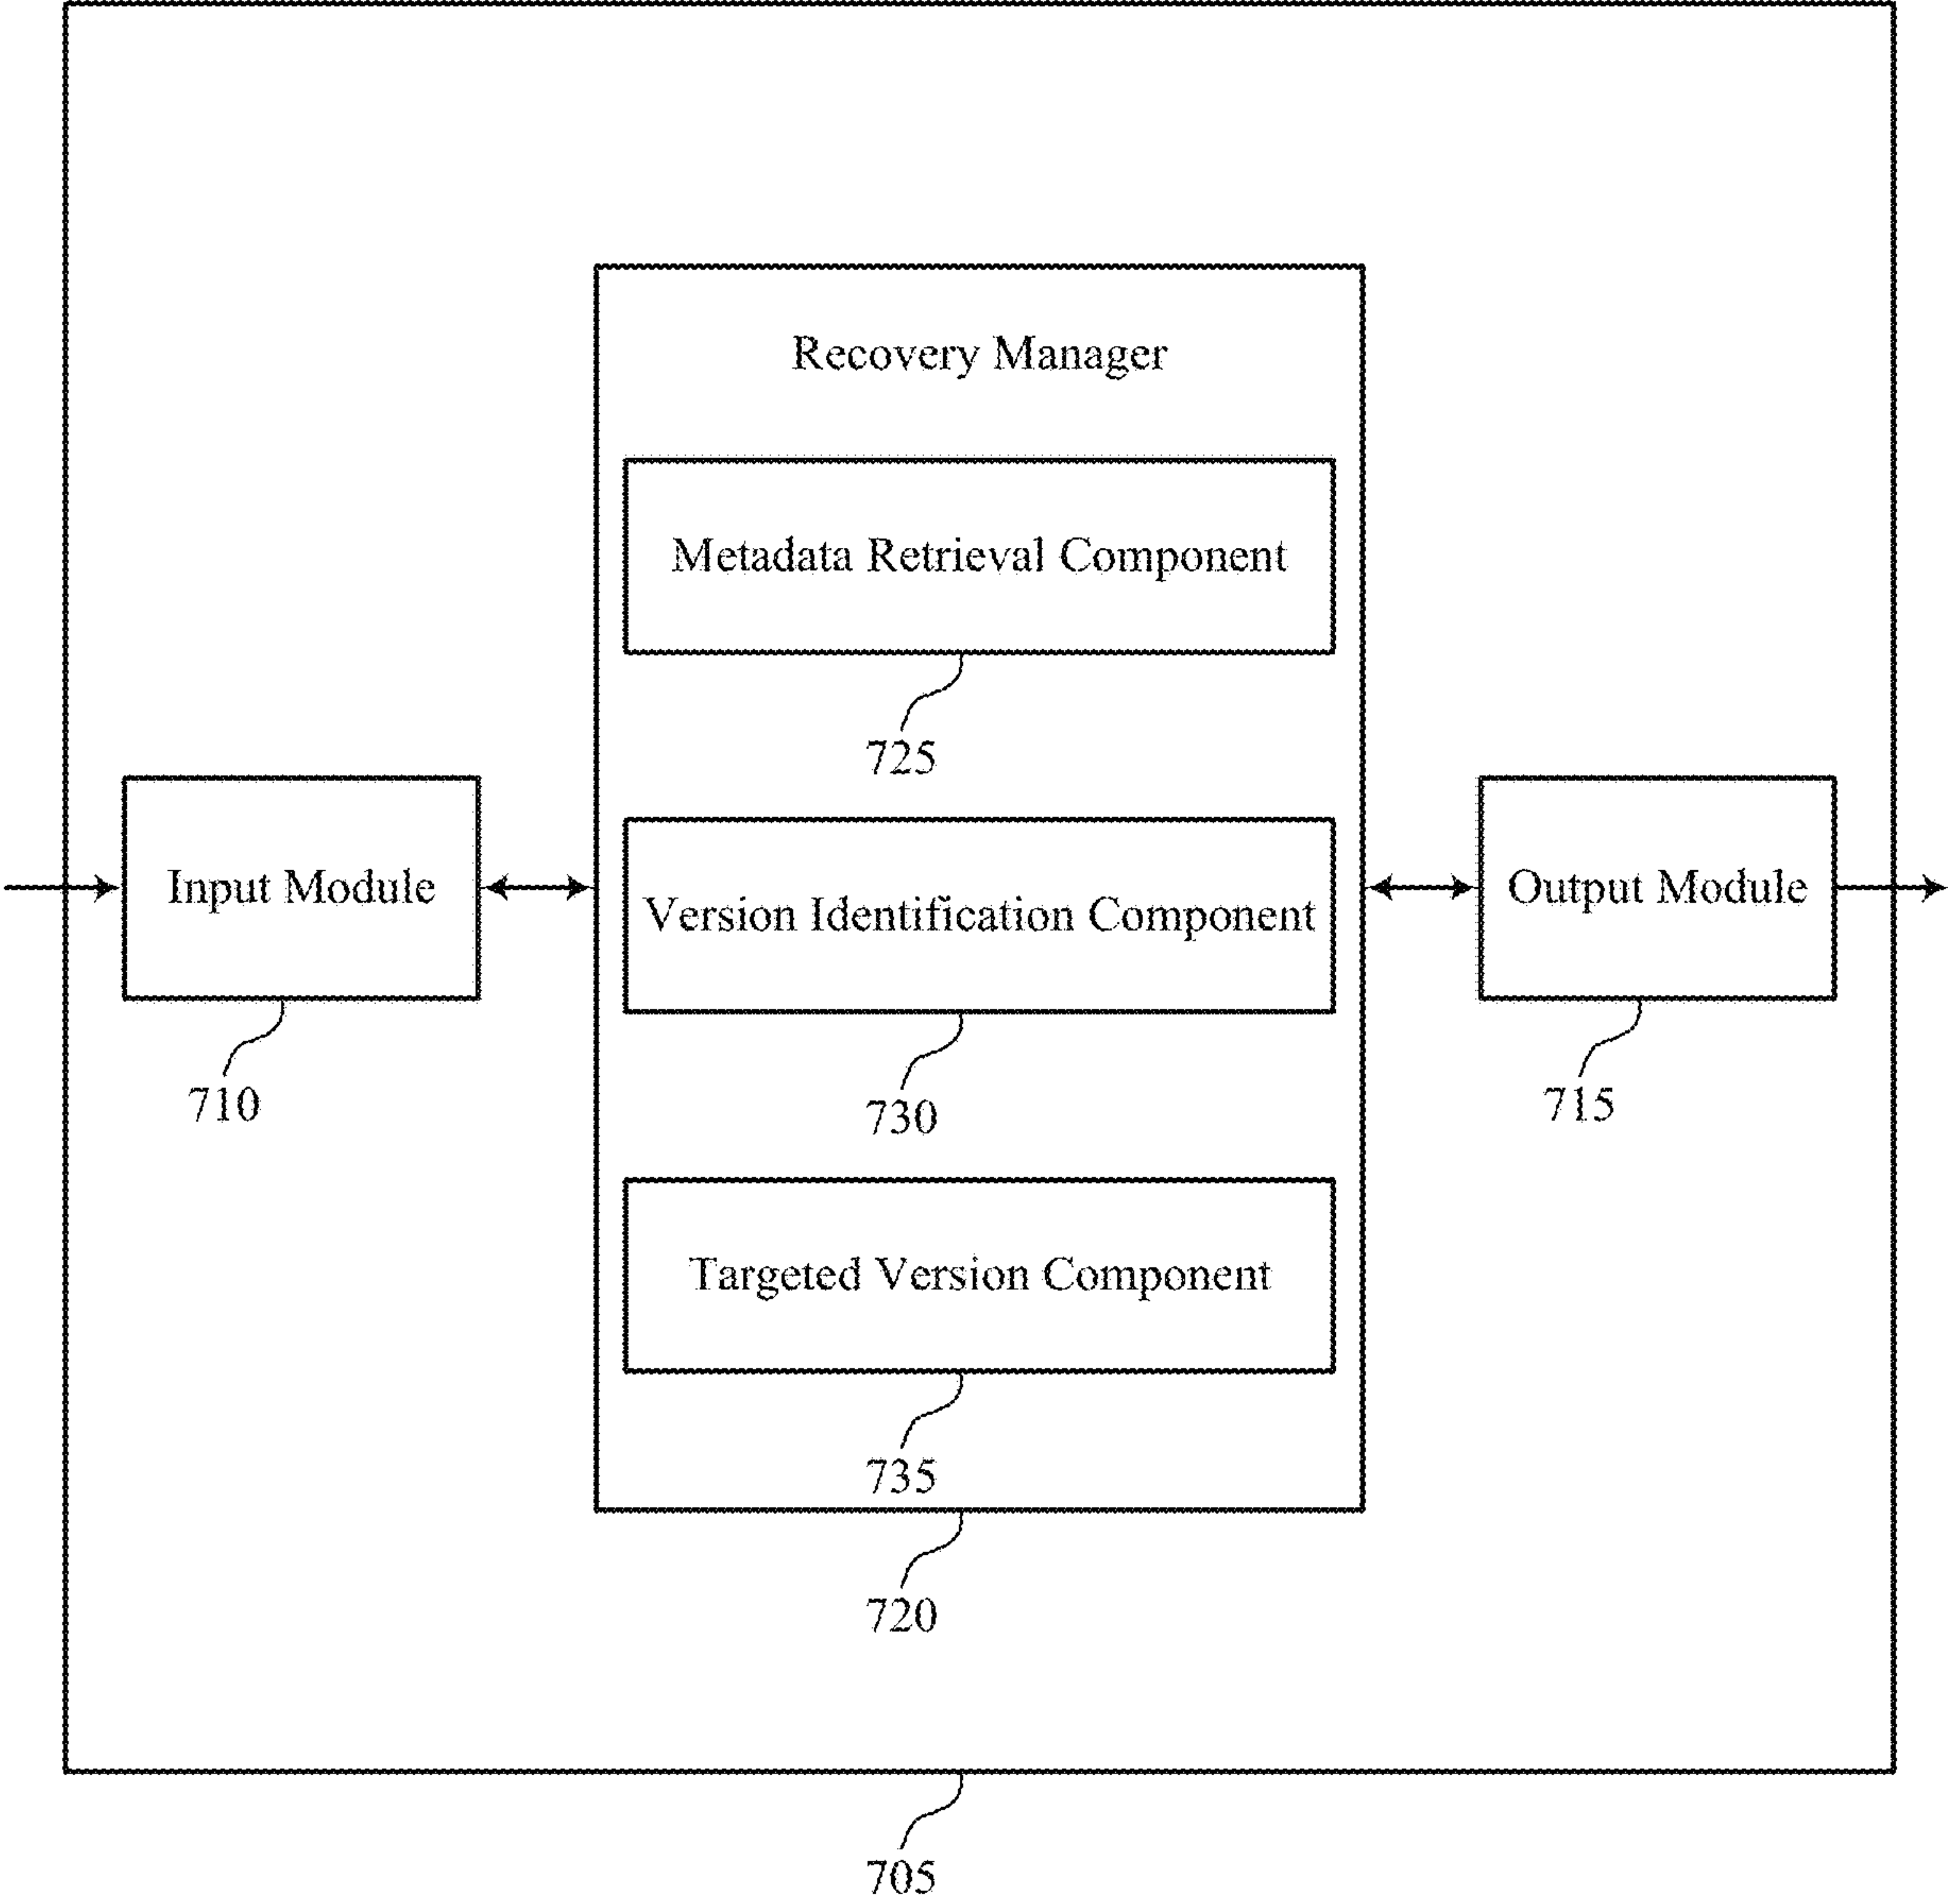 Recovery Manager
Metadata Retrieval Component
725
Input Module
Version Identification Component
Output Module
710
730
715
Targeted Version Component
735
720
705